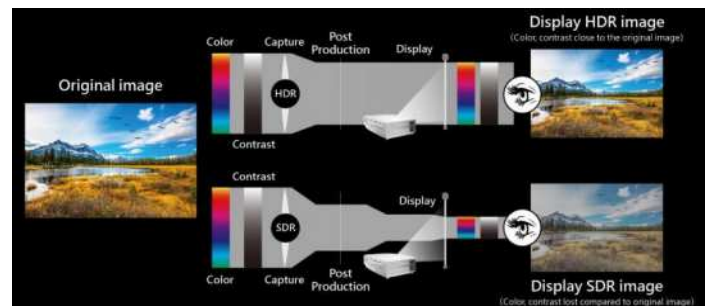 Original image
Color
Capture
Post
Production
Display
HDR
Contrast
Display HDR image
(Color, contrast close to the original image)
Contrast
Display
SDR
Color
Capture
Post
Production
Display SDR image
(Color, contrast lost compared to original image)